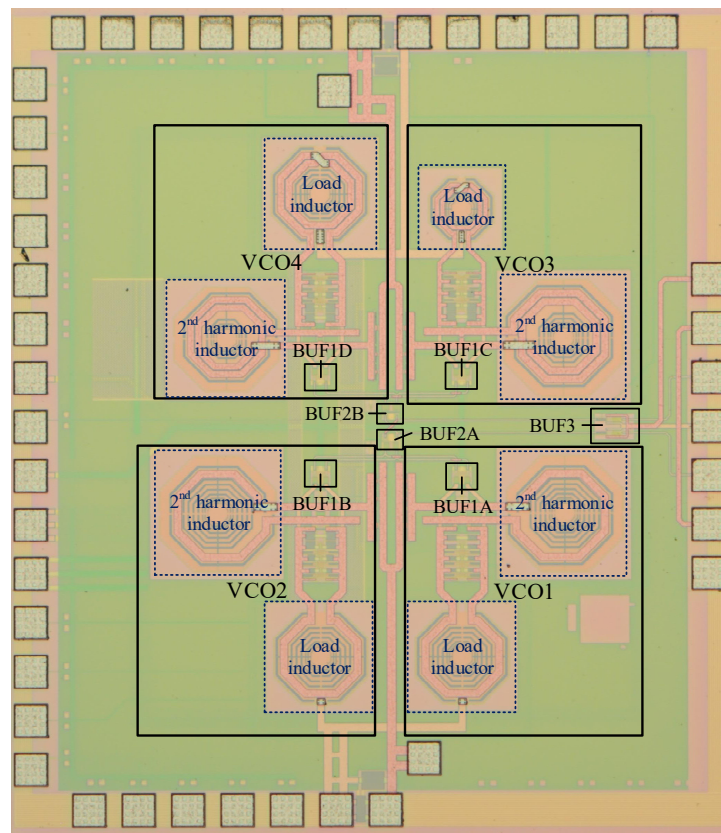 Load
inductor
VCO4
2nd harmonic
inductor
BUF1D
Load
inductor
VCO3
2nd harmonic
inductor
BUF1C
BUF2B
BUF2A
BUF3
2nd harmonic
inductor
BUF1B
VCO2
Load
inductor
2nd harmonic
inductor
BUF1A
VCO1
Load
inductor